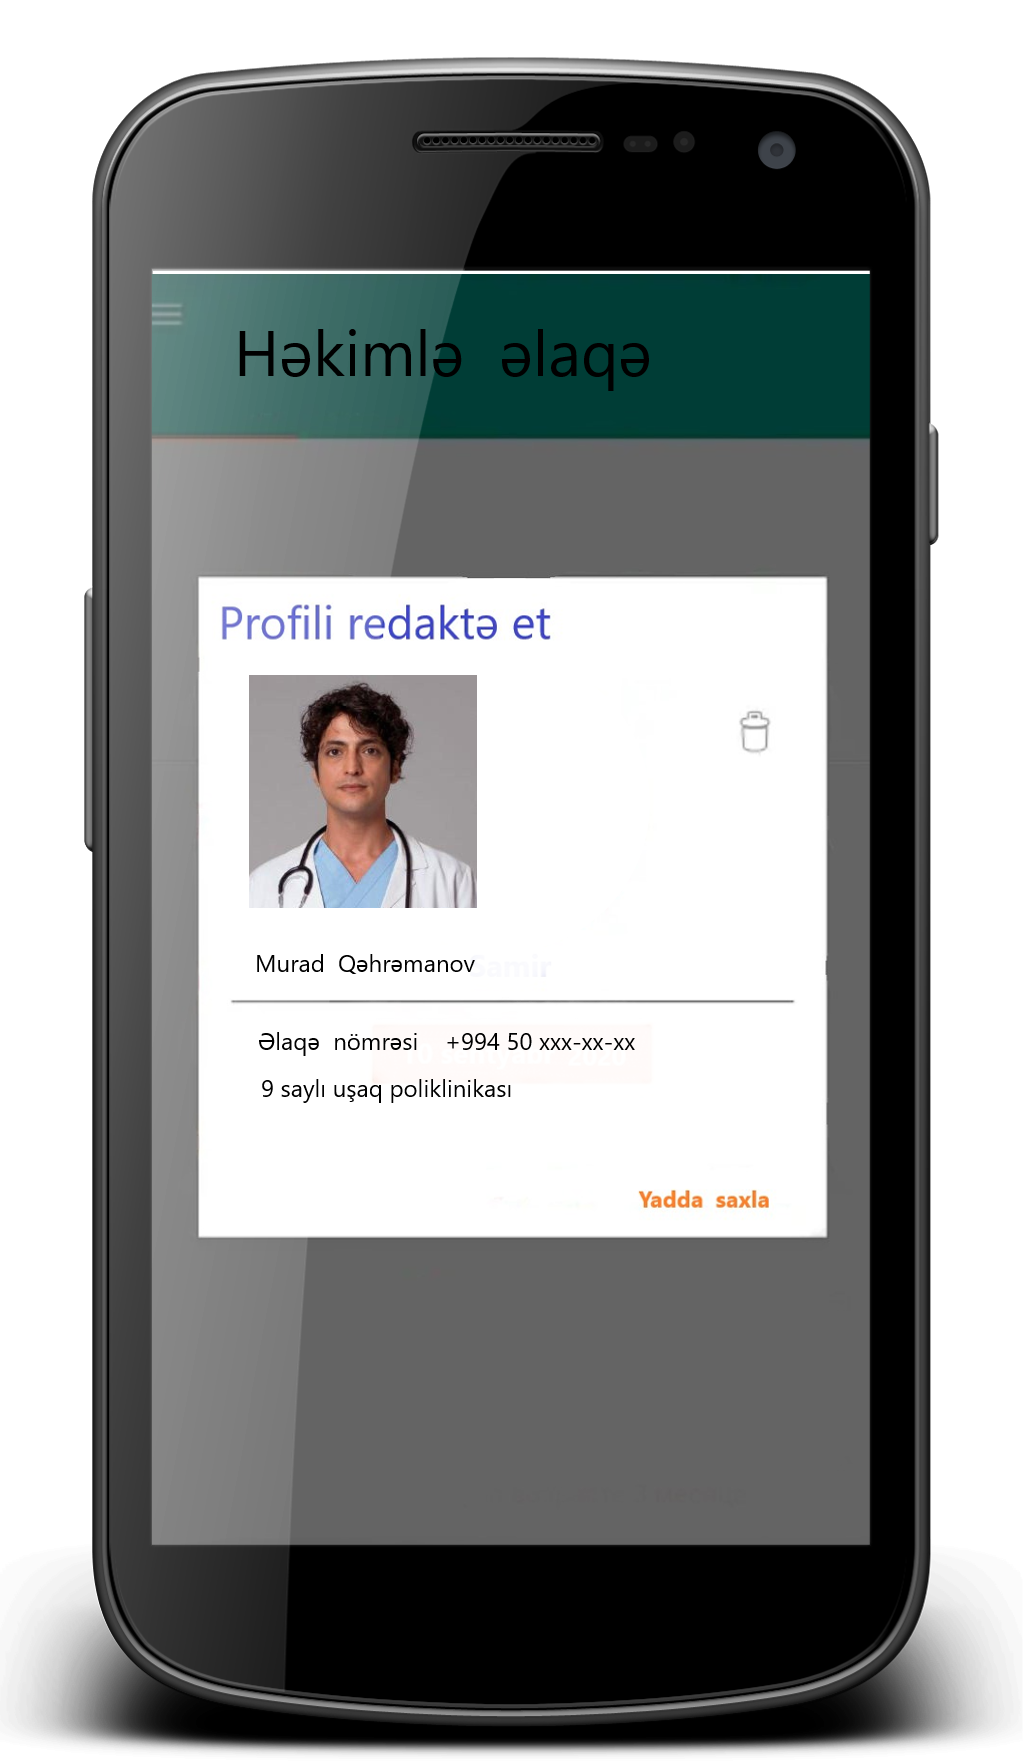 Həkimlə əlaqə
Profili redaktə et
Murad Qəhrəmanov
Samir
Əlaqə nömrəsi +994 50 xxx-xx-xx
9 saylı uşaq poliklinikası
Yadda saxla